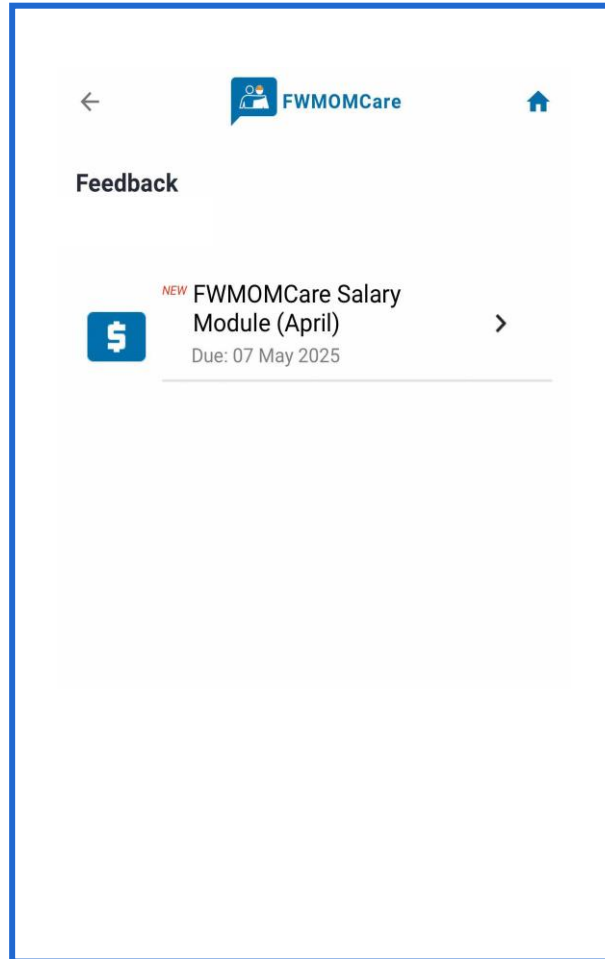 FWMOMCare
Feedback
NEW FWMOMCare Salary
Module (April)
Due: 07 May 2025